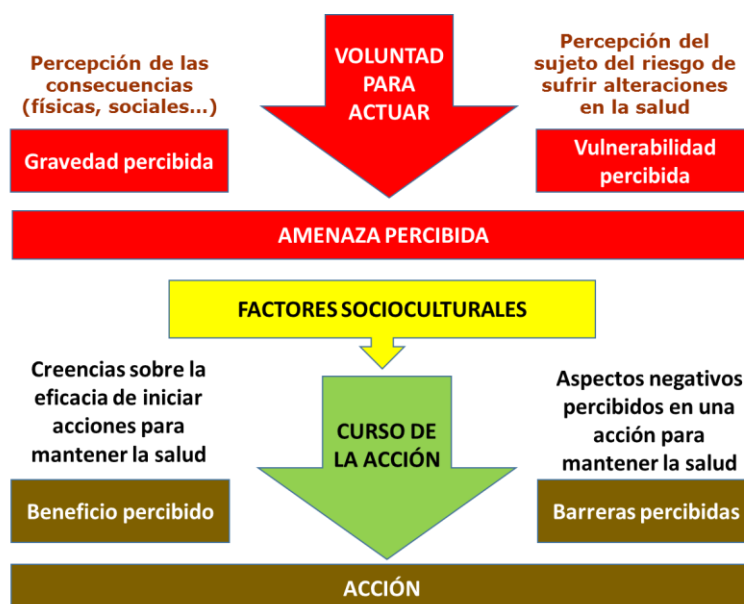 Percepción de las
consecuencias
(físicas, sociales...)
Gravedad percibida
VOLUNTAD
PARA
ACTUAR
Percepción del
sujeto del riesgo de
sufrir alteraciones
en la salud
Vulnerabilidad
percibida
AMENAZA PERCIBIDA
FACTORES SOCIOCULTURALES
Creencias sobre la
eficacia de iniciar
acciones para
mantener la salud
Beneficio percibido
CURSO DE
LA ACCIÓN
Aspectos negativos
percibidos en una
acción para
mantener la salud
Barreras percibidas
ACCIÓN